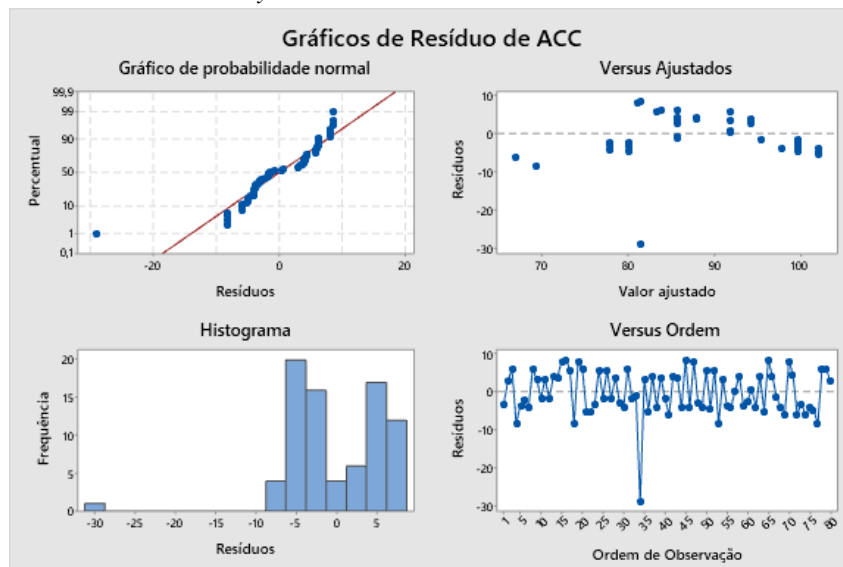 Gráficos de Resíduo de ACC
Gráfico de probabilidade normal
99,9
99
90
50
10
1
0,1
Percentual
-20 0 20
Resíduos
Versus Ajustados
10
0
-10
-20
-30
Resíduos
70 80 90 100
Valor ajustado
Histograma
20
15
10
5
0
Frequência
-30 -25 -20 -15 -10 -5 0 5
Resíduos
Versus Ordem
10
0
-10
-20
-30
Resíduos
1 5 10 15 20 25 30 35 40 45 50 55 60 65 70 75 80
Ordem de Observação